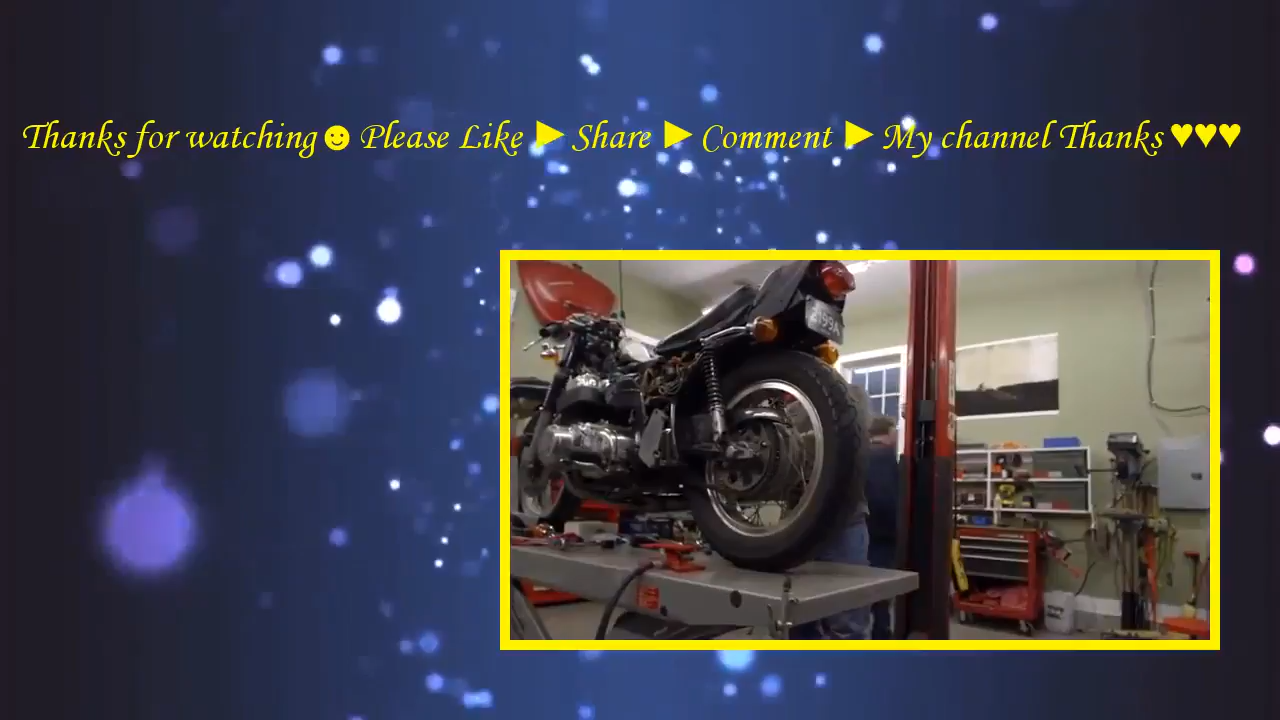 Thanks for watching☻Please Like ► Share ► Comment ► My channel Thanks ♥♥♥